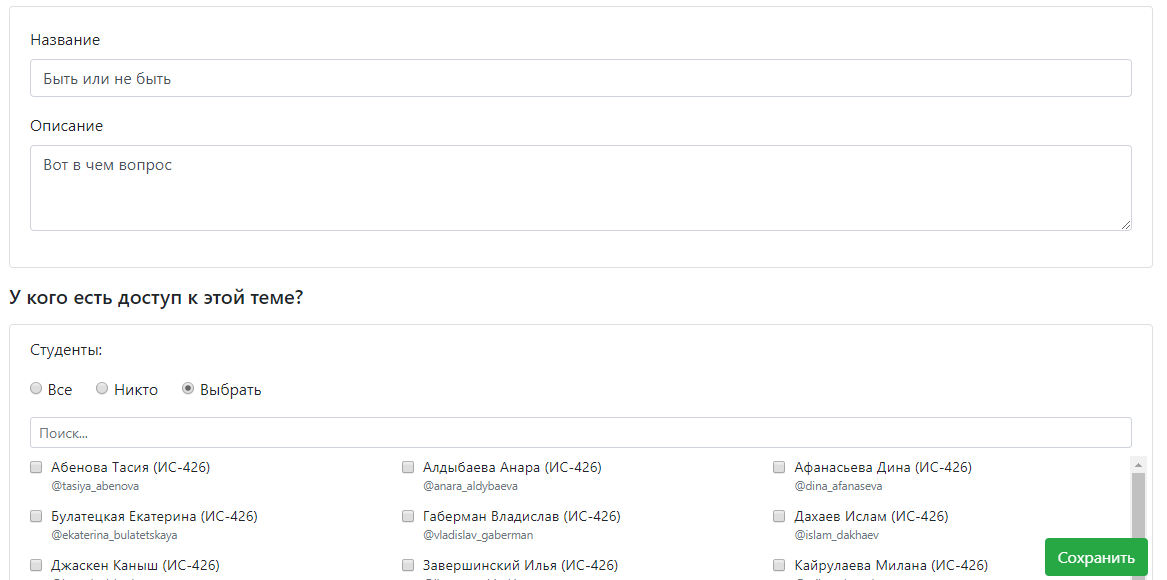 Название
Быть или не быть
Описание
Вот в чем вопрос
У кого есть доступ к этой теме?
Студенты:
Все Никто Выбрать
Поиск...
Абенова Тасия (ИС-426) Алдыбаева Анара (ИС-426) Афанасьева Дина (ИС-426)
@tasiya_abenova @anara_aldybaeva @dina_afanaseva
Булатецкая Екатерина (ИС-426) Габерман Владислав (ИС-426) Дахаев Ислам (ИС-426)
@ekaterina_bulatetskaya @vladislav_gaberman @islam_dakhaev
Джаскен Каныш (ИС-426) Завершинский Илья (ИС-426) Кайрулаева Милана (ИС-426)
Сохранить